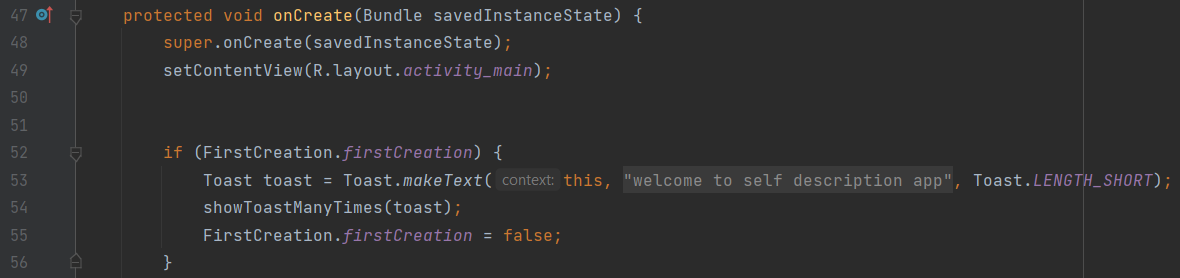 47 protected void onCreate(Bundle savedInstanceState) {
48 super.onCreate(savedInstanceState);
49 setContentView(R.layout.activity_main);
50
51
52 if (FirstCreation.firstCreation) {
53 Toast toast = Toast.makeText( context: this, "welcome to self description app", Toast.LENGTH_SHORT);
54 showToastManyTimes(toast);
55 FirstCreation.firstCreation = false;
56 }